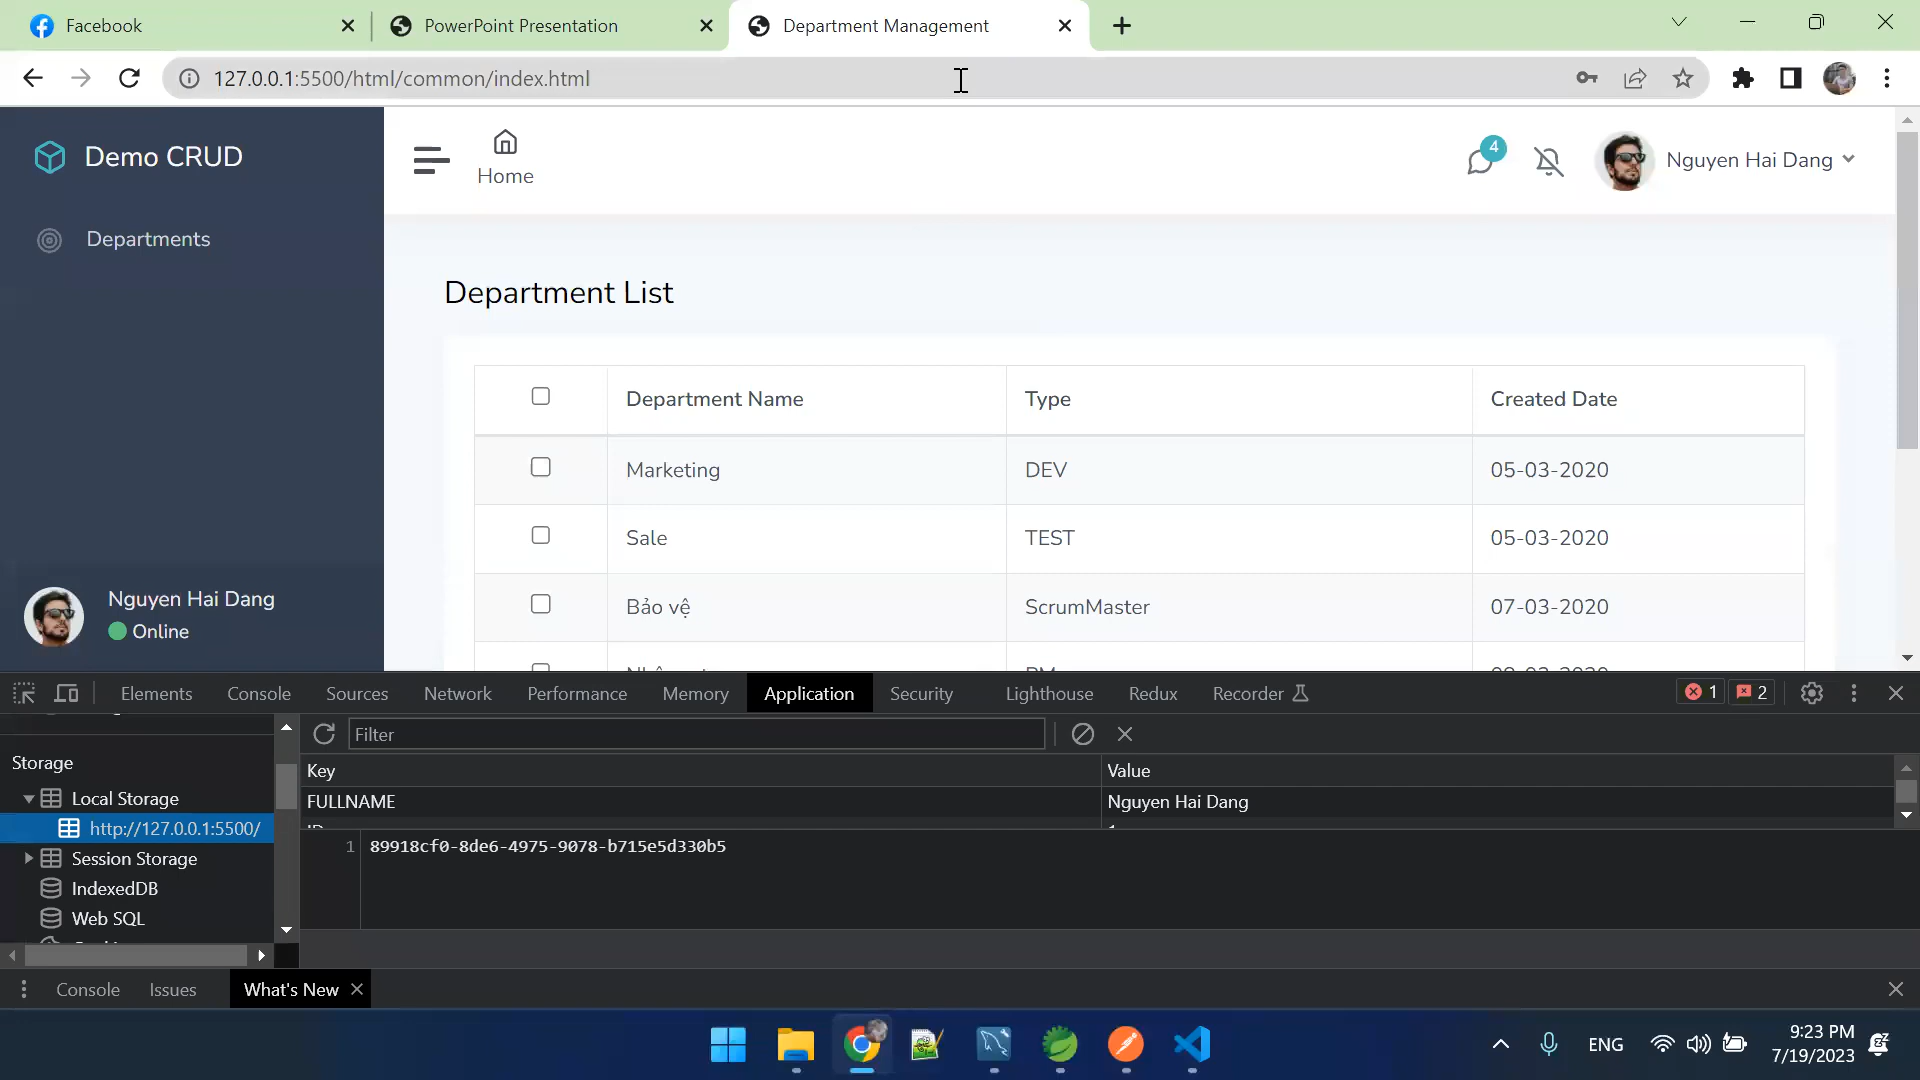 Facebook
PowerPoint Presentation
Department Management
127.0.0.1:5500/html/common/index.html
Demo CRUD
Departments
Nguyen Hai Dang
Online
Home
4
Nguyen Hai Dang
Department List
Department Name Type Created Date
Marketing DEV 05-03-2020
Sale TEST 05-03-2020
Bảo vệ ScrumMaster 07-03-2020
Elements Console Sources Network Performance Memory Application Security Lighthouse Redux Recorder 1 2
Storage
Local Storage
http://127.0.0.1:5500/
Session Storage
IndexedDB
Web SQL
Filter
Key Value
FULLNAME Nguyen Hai Dang
1 89918cf0-8de6-4975-9078-b715e5d330b5
Console Issues What's New
ENG
9:23 PM
7/19/2023